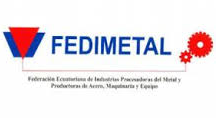 FEDIMETAL
Federación Ecuatoriana de Industrias Procesadoras del Metal y
Productoras de Acero, Maquinaria y Equipo